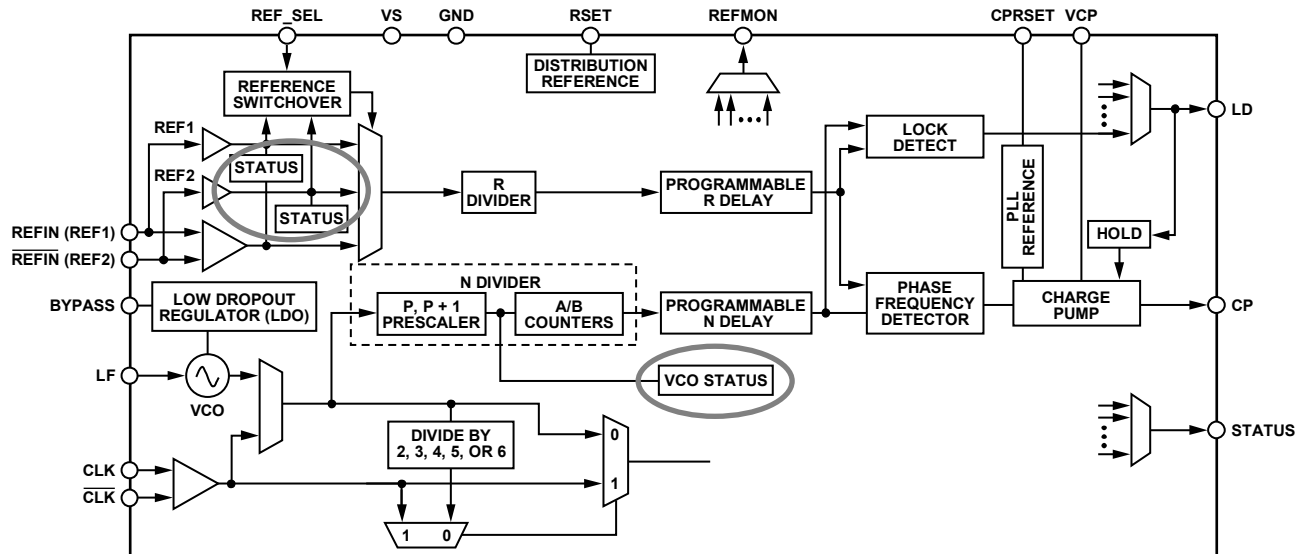 REF_SEL VS GND RSET REFMON CPRSET VCP
DISTRIBUTION
REFERENCE
REFERENCE
SWITCHOVER
REF1
STATUS
REF2
STATUS
REFIN (REF1)
REFIN (REF2)
R
DIVIDER
PROGRAMMABLE
R DELAY
LOCK
DETECT
LD
PLL
REFERENCE
HOLD
BYPASS
LOW DROPOUT
REGULATOR (LDO)
N DIVIDER
P, P + 1
PRESCALER
A/B
COUNTERS
PROGRAMMABLE
N DELAY
PHASE
FREQUENCY
DETECTOR
CHARGE
PUMP
CP
LF
VCO
VCO STATUS
DIVIDE BY
2, 3, 4, 5, OR 6
0
1
STATUS
CLK
CLK
1 0